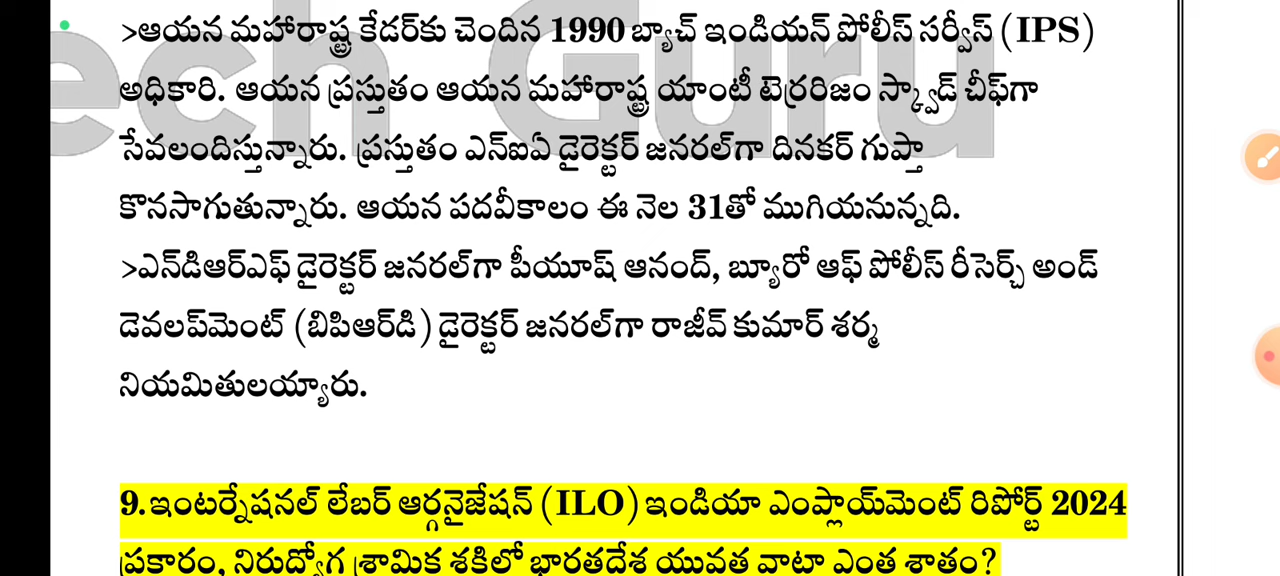 >ఆయన మహారాష్ట్ర కేడర్‌కు చెందిన 1990 బ్యాచ్ ఇండియన్ పోలీస్ సర్వీస్ (IPS)
అధికారి. ఆయన ప్రస్తుతం ఆయన మహారాష్ట్ర యాంటీ టెర్రరిజం స్క్వాడ్ చీఫ్‌గా
సేవలందిస్తున్నారు. ప్రస్తుతం ఎన్ఐఏ డైరెక్టర్ జనరల్‌గా దినకర్ గుప్తా
కొనసాగుతున్నారు. ఆయన పదవీకాలం ఈ నెల 31తో ముగియనున్నది.
>ఎన్‌డిఆర్ఎఫ్ డైరెక్టర్ జనరల్‌గా పీయూష్ ఆనంద్, బ్యూరో ఆఫ్ పోలీస్ రీసెర్చ్ అండ్
డెవలప్‌మెంట్ (బిపిఆర్‌డి) డైరెక్టర్ జనరల్‌గా రాజీవ్ కుమార్ శర్మ
నియమితులయ్యారు.
9.ఇంటర్నేషనల్ లేబర్ ఆర్గనైజేషన్ (ILO) ఇండియా ఎంప్లాయ్‌మెంట్ రిపోర్ట్ 2024
ప్రకారం, నిరుద్యోగ శ్రామిక శకిలో భారతదేశ యువత వాటా ఎంత శాతం?
ech Guru